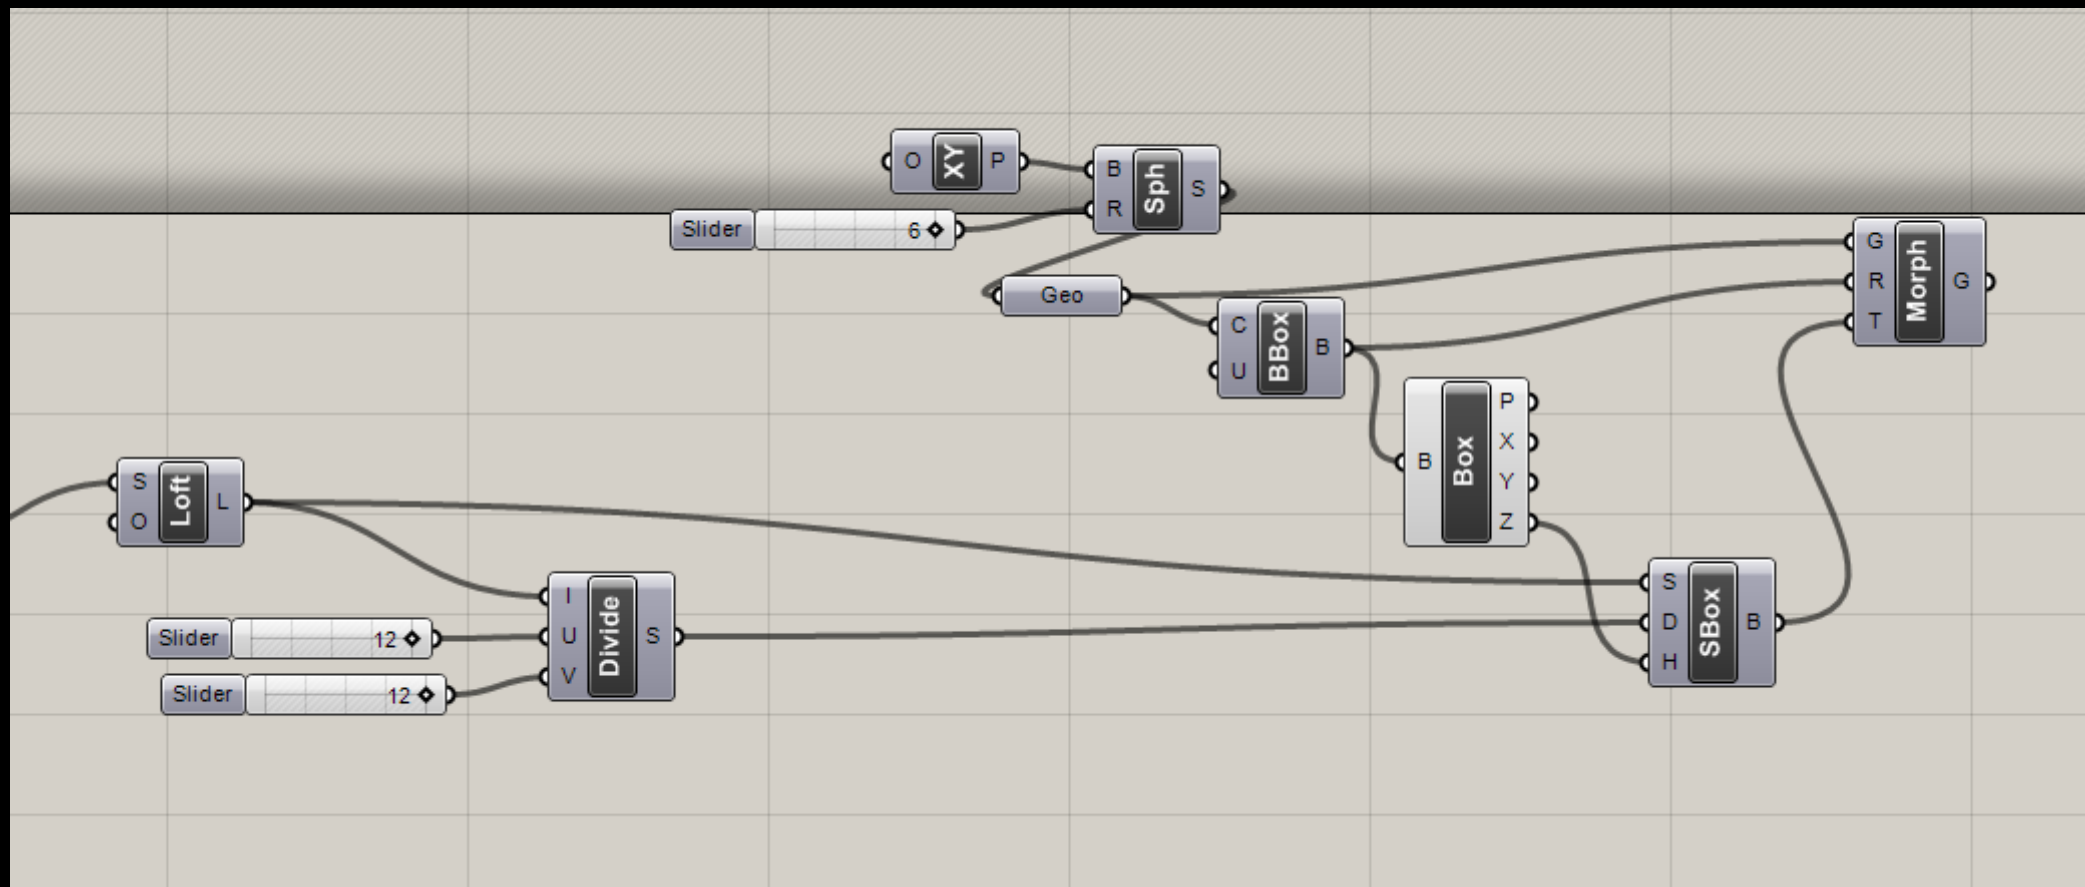 O XY P
B R Sph S
Slider 6
Geo
G R T Morph G
C U BBox B
B Box P X Y Z
S O Loft L
I U V Divide S
Slider 12
Slider 12
S D H SBox B